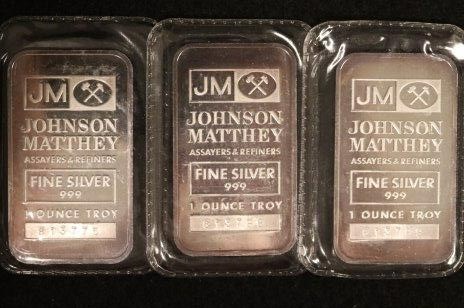 JM
JOHNSON
MATTHEY
ASSAYERS & REFINERS
FINE SILVER
999
1 OUNCE TROY
JM
JOHNSON
MATTHEY
ASSAYERS & REFINERS
FINE SILVER
999
1 OUNCE TROY
JM
JOHNSON
MATTHEY
ASSAYERS & REFINERS
FINE SILVER
999
1 OUNCE TROY